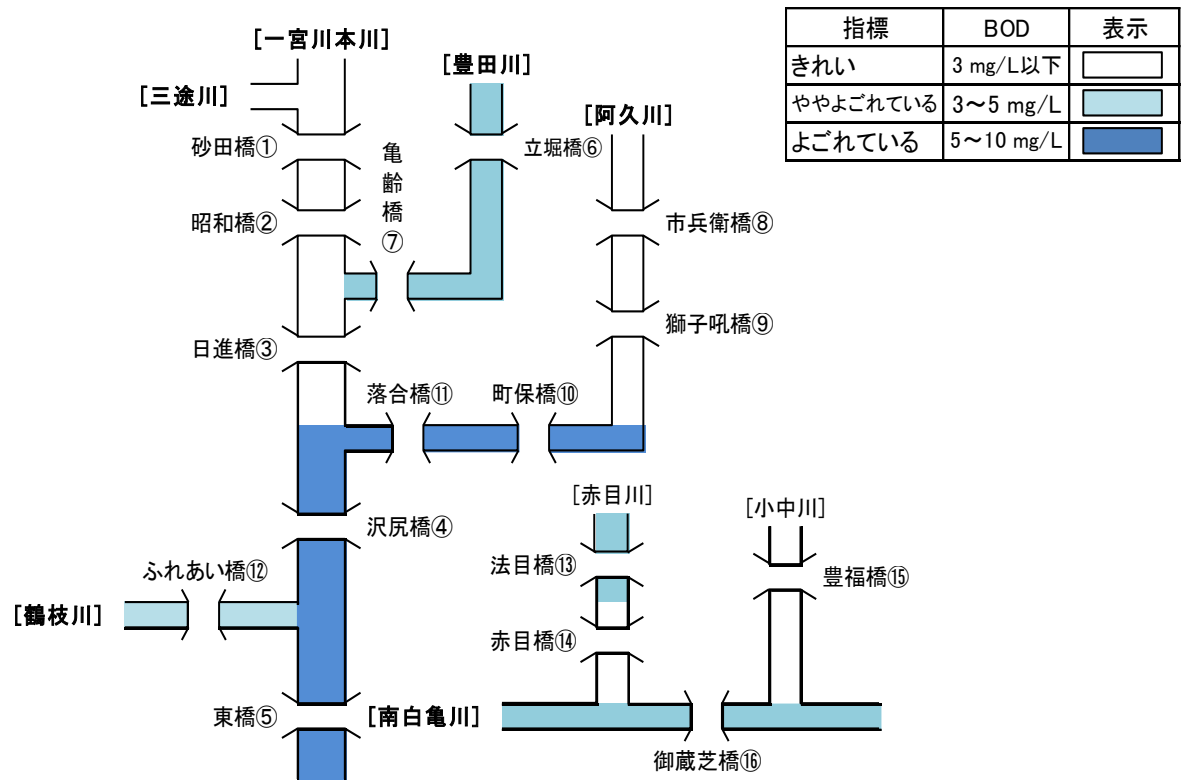 [一宮川本川]
[三途川]
[豊田川]
[阿久川]
指標 BOD 表示
きれい 3 mg/L以下
ややよごれている 3～5 mg/L
よごれている 5～10 mg/L
砂田橋①
亀齢橋⑦
立堀橋⑥
昭和橋②
市兵衛橋⑧
日進橋③
獅子吼橋⑨
落合橋⑪
町保橋⑩
沢尻橋④
[赤目川]
[小中川]
ふれあい橋⑫
法目橋⑬
豊福橋⑮
[鶴枝川]
赤目橋⑭
東橋⑤
[南白亀川]
御蔵芝橋⑯